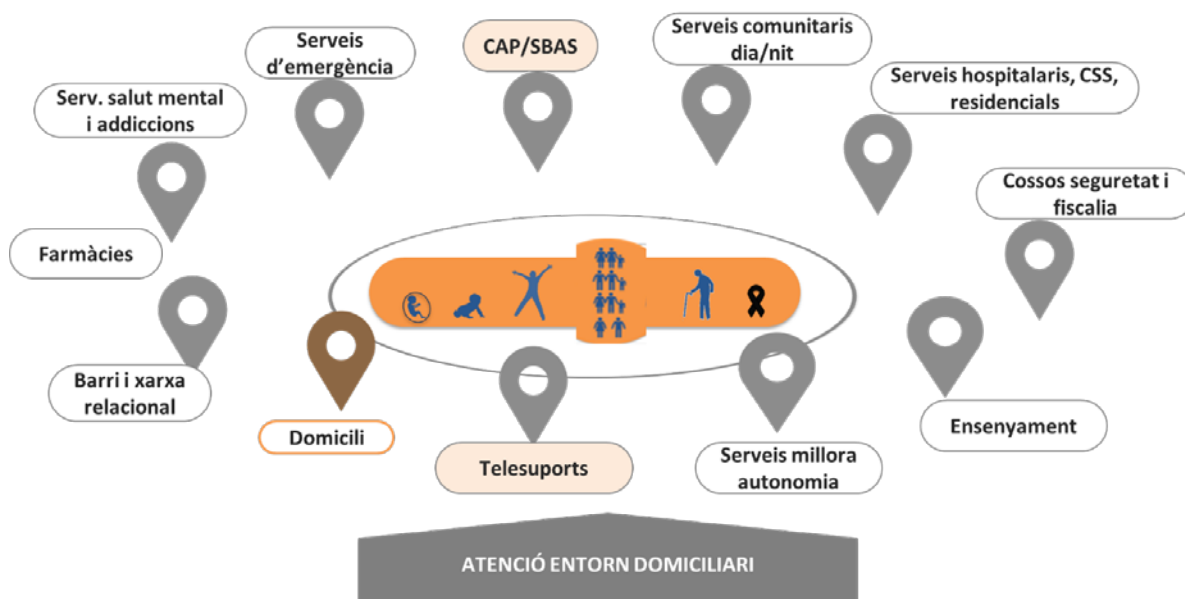 Serveis
d'emergència
CAP/SBAS
Serveis comunitaris
dia/nit
Serveis hospitalaris, CSS,
residencials
Serv. salut mental
i addiccions
Cossos seguretat i
fiscalia
Farmàcies
Barri i xarxa
relacional
Domicili
Telesuports
Serveis millora
autonomia
Ensenyament
ATENCIÓ ENTORN DOMICILIARI